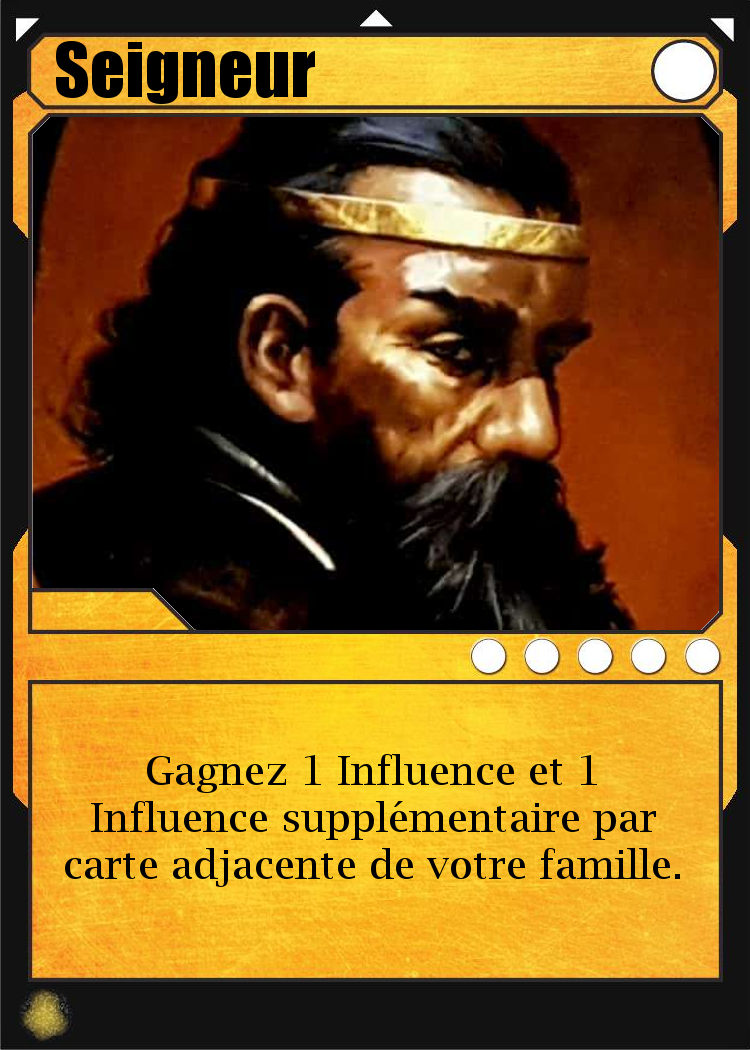 Seigneur
Gagnez 1 Influence et 1
Influence supplémentaire par
carte adjacente de votre famille.